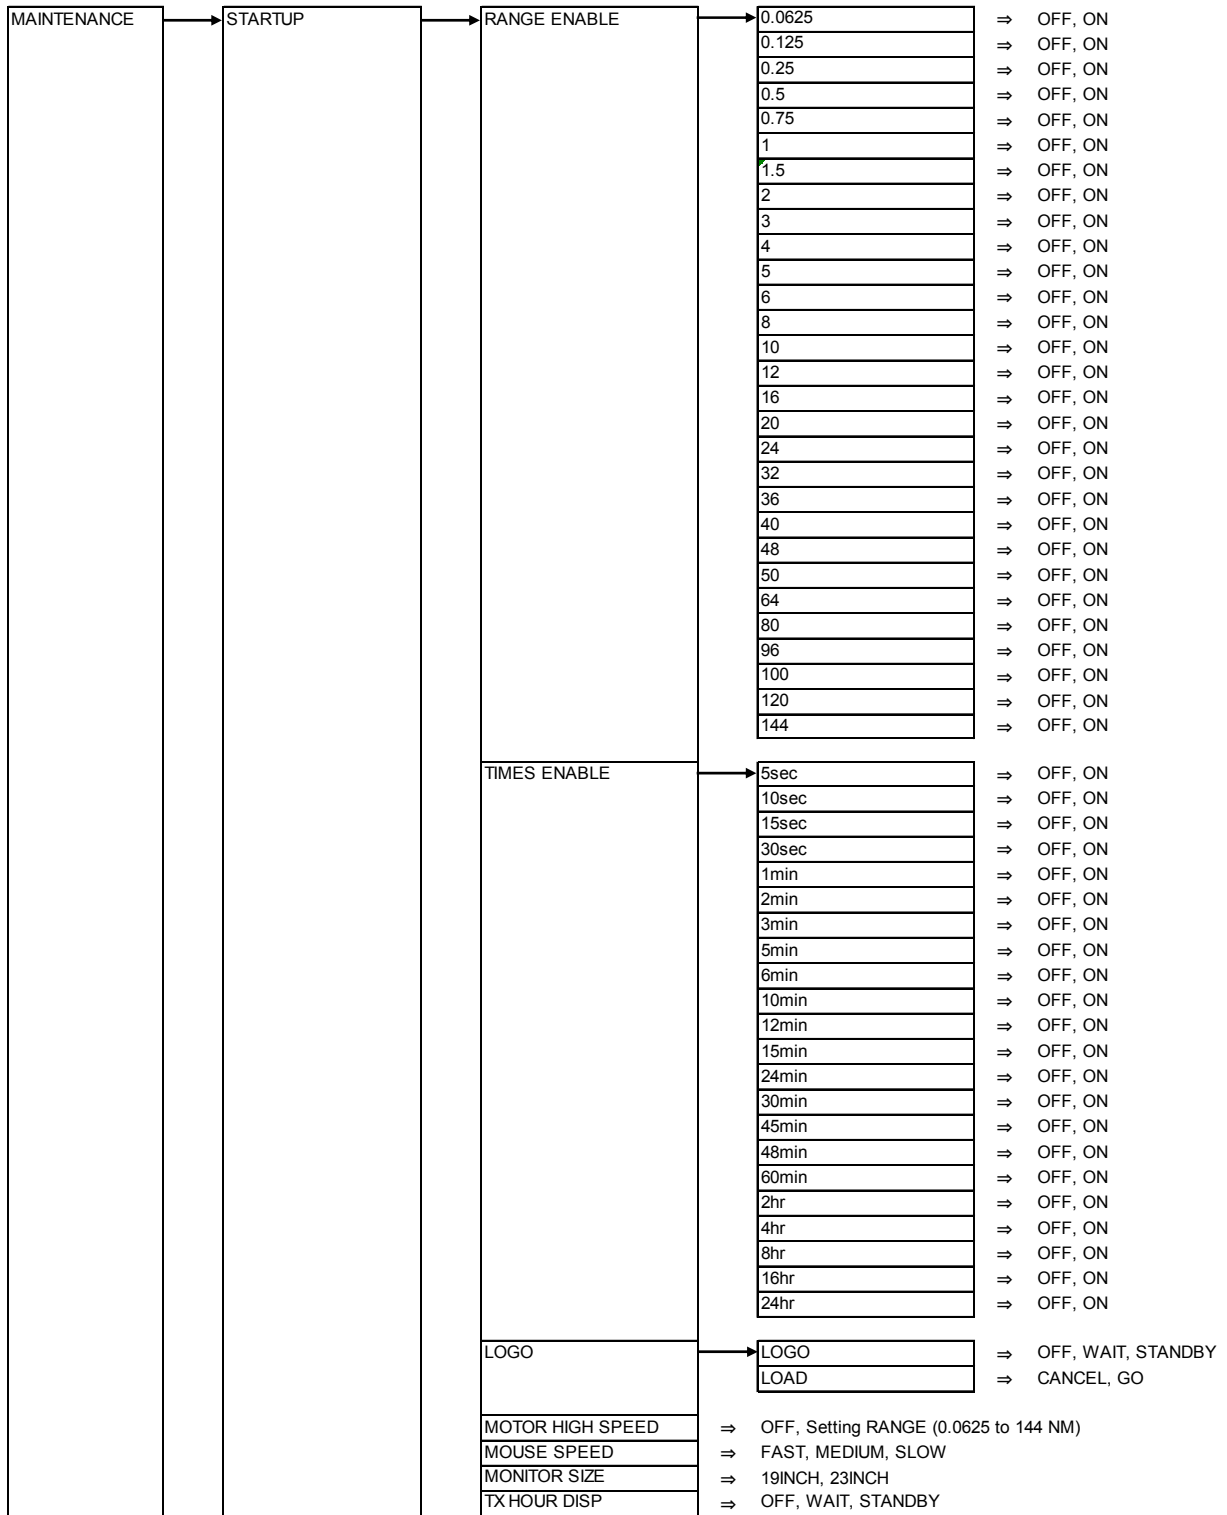 MAINTENANCE STARTUP RANGE ENABLE 0.0625 ⇒ OFF, ON
0.125 ⇒ OFF, ON
0.25 ⇒ OFF, ON
0.5 ⇒ OFF, ON
0.75 ⇒ OFF, ON
1 ⇒ OFF, ON
1.5 ⇒ OFF, ON
2 ⇒ OFF, ON
3 ⇒ OFF, ON
4 ⇒ OFF, ON
5 ⇒ OFF, ON
6 ⇒ OFF, ON
8 ⇒ OFF, ON
10 ⇒ OFF, ON
12 ⇒ OFF, ON
16 ⇒ OFF, ON
20 ⇒ OFF, ON
24 ⇒ OFF, ON
32 ⇒ OFF, ON
36 ⇒ OFF, ON
40 ⇒ OFF, ON
48 ⇒ OFF, ON
50 ⇒ OFF, ON
64 ⇒ OFF, ON
80 ⇒ OFF, ON
96 ⇒ OFF, ON
100 ⇒ OFF, ON
120 ⇒ OFF, ON
144 ⇒ OFF, ON
TIMES ENABLE 5sec ⇒ OFF, ON
10sec ⇒ OFF, ON
15sec ⇒ OFF, ON
30sec ⇒ OFF, ON
1min ⇒ OFF, ON
2min ⇒ OFF, ON
3min ⇒ OFF, ON
5min ⇒ OFF, ON
6min ⇒ OFF, ON
10min ⇒ OFF, ON
12min ⇒ OFF, ON
15min ⇒ OFF, ON
24min ⇒ OFF, ON
30min ⇒ OFF, ON
45min ⇒ OFF, ON
48min ⇒ OFF, ON
60min ⇒ OFF, ON
2hr ⇒ OFF, ON
4hr ⇒ OFF, ON
8hr ⇒ OFF, ON
16hr ⇒ OFF, ON
24hr ⇒ OFF, ON
LOGO LOGO ⇒ OFF, WAIT, STANDBY
LOAD ⇒ CANCEL, GO
MOTOR HIGH SPEED ⇒ OFF, Setting RANGE (0.0625 to 144 NM)
MOUSE SPEED ⇒ FAST, MEDIUM, SLOW
MONITOR SIZE ⇒ 19INCH, 23INCH
TX HOUR DISP ⇒ OFF, WAIT, STANDBY